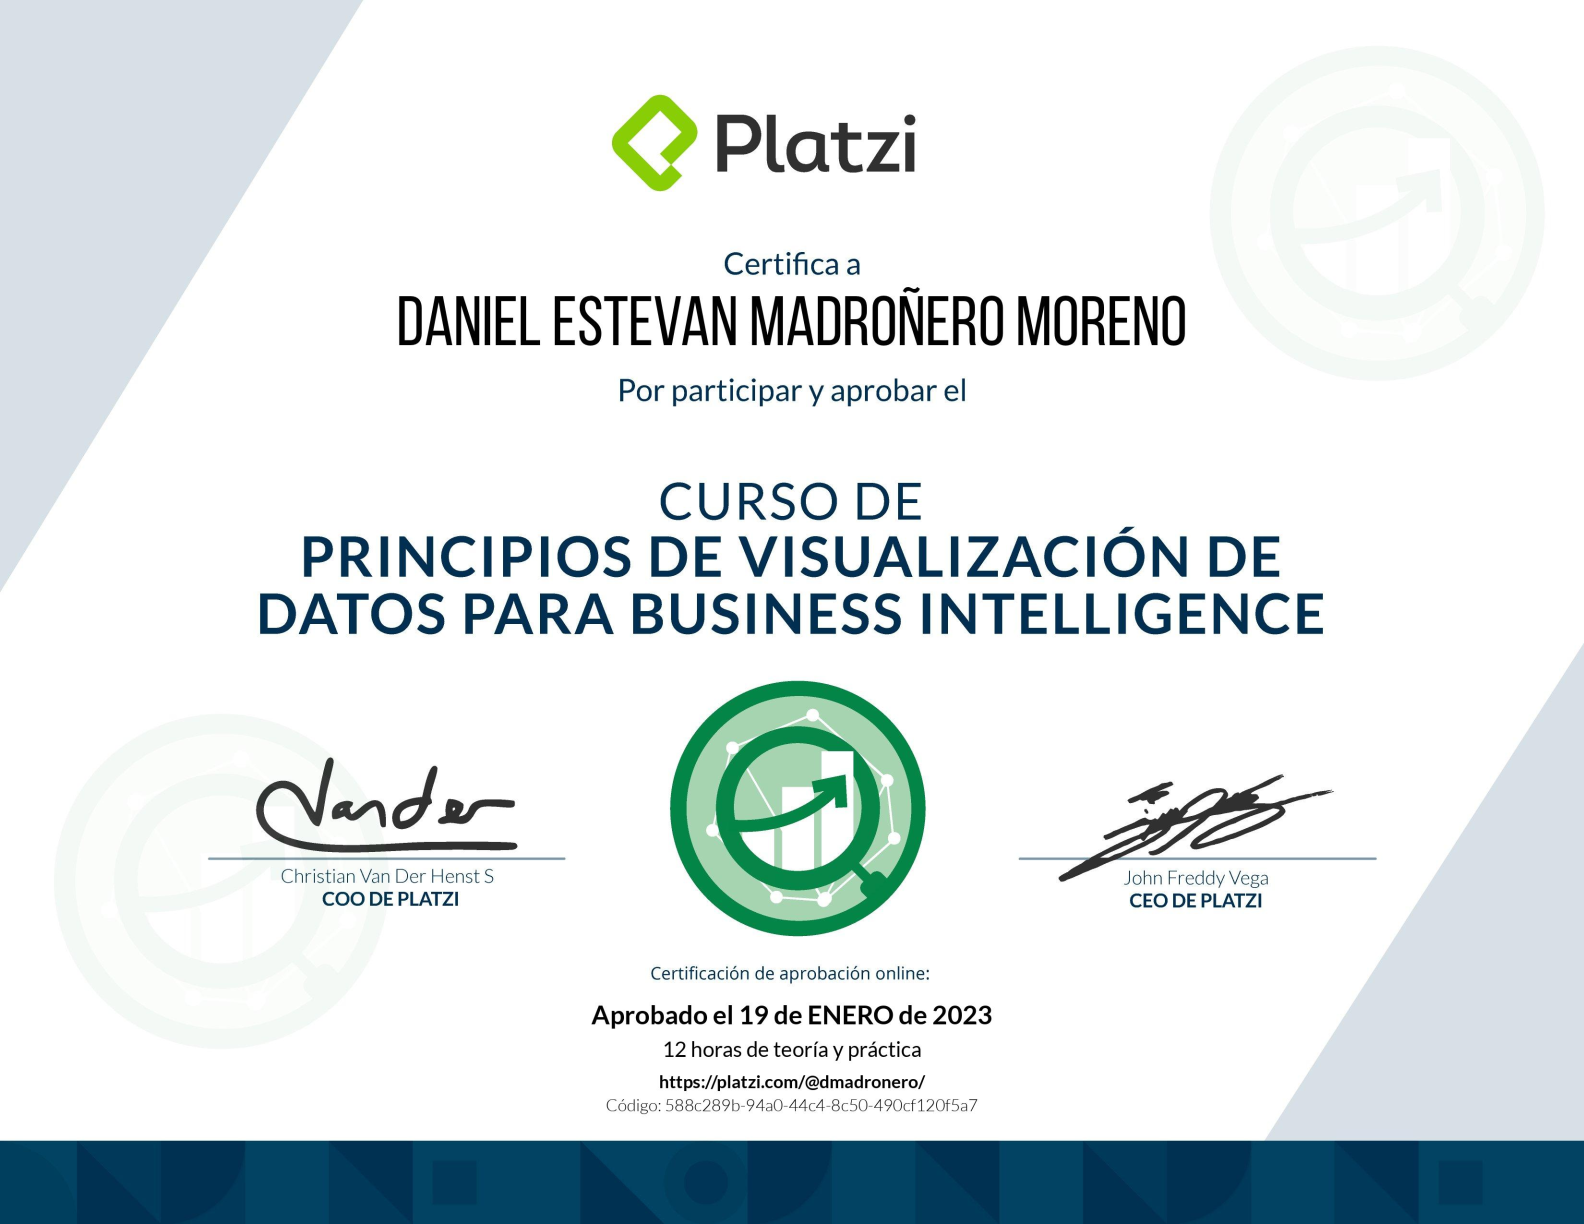 Platzi
Certifica a
DANIEL ESTEVAN MADROÑERO MORENO
Por participar y aprobar el
CURSO DE
PRINCIPIOS DE VISUALIZACIÓN DE
DATOS PARA BUSINESS INTELLIGENCE
Vander
Christian Van Der Henst S
COO DE PLATZI
John Freddy Vega
CEO DE PLATZI
Certificación de aprobación online:
Aprobado el 19 de ENERO de 2023
12 horas de teoría y práctica
https://platzi.com/@dmadronero/
Código: 588c289b-94a0-44c4-8c50-490cf120f5a7